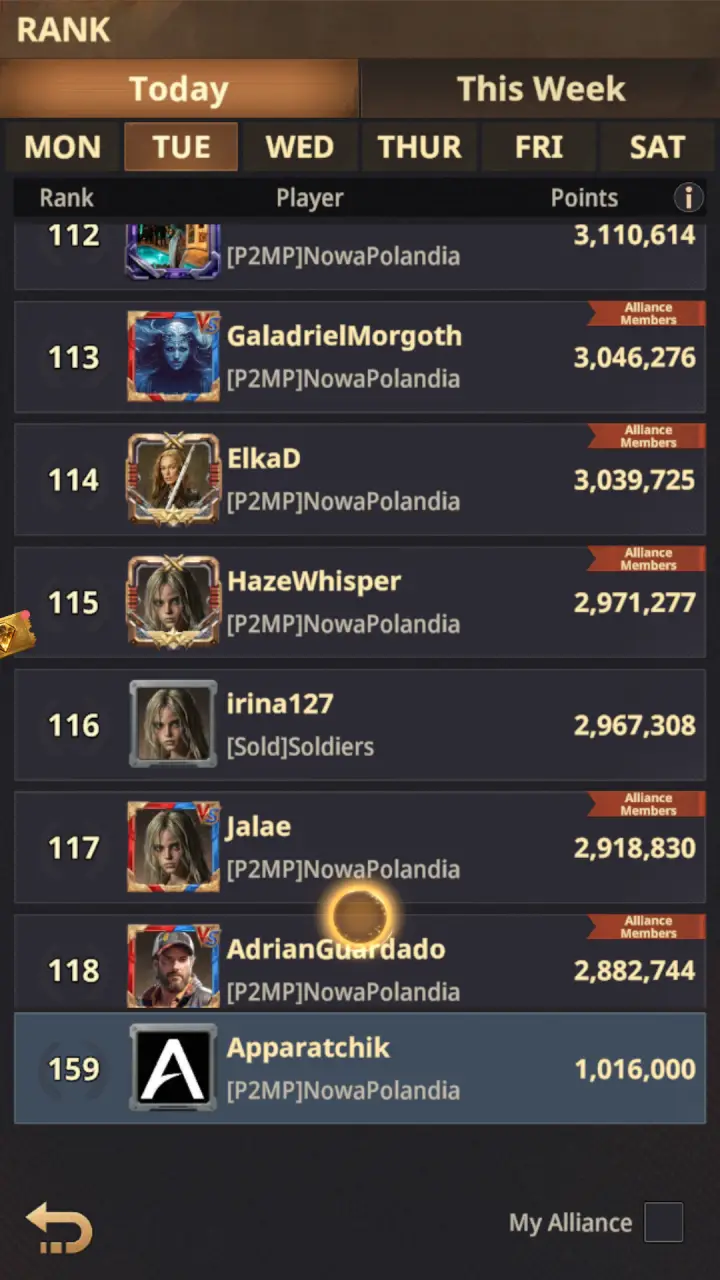 RANK
Today
This Week
MON
TUE
WED
THUR
FRI
SAT
Rank
Player
Points
i
112
[P2MP]NowaPolandia
3,110,614
113
VS
GaladrielMorgoth
[P2MP]NowaPolandia
Alliance
Members
3,046,276
114
ElkaD
[P2MP]NowaPolandia
Alliance
Members
3,039,725
115
HazeWhisper
[P2MP]NowaPolandia
Alliance
Members
2,971,277
116
irina127
[Sold]Soldiers
2,967,308
117
VS
Jalae
[P2MP]NowaPolandia
Alliance
Members
2,918,830
118
VS
AdrianGuardado
[P2MP]NowaPolandia
Alliance
Members
2,882,744
159
A
Apparatchik
[P2MP]NowaPolandia
1,016,000
My Alliance